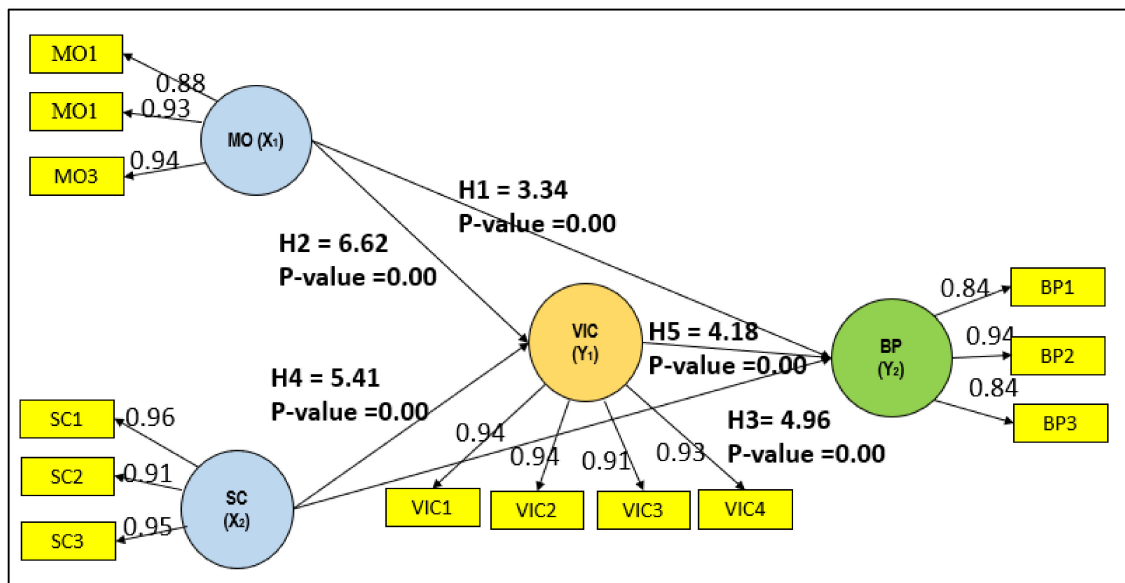 MO1
0.88
MO1
0.93
MO (X₁)
MO3
0.94
H1 = 3.34
P-value =0.00
H2 = 6.62
P-value =0.00
VIC
(Y₁)
H5 = 4.18
P-value =0.00
BP
(Y₂)
0.84
BP1
0.94
BP2
0.84
BP3
H4 = 5.41
P-value =0.00
H3= 4.96
P-value =0.00
SC1
0.96
SC2
0.91
SC3
0.95
SC
(X₂)
0.94
0.94
0.91
0.93
VIC1
VIC2
VIC3
VIC4